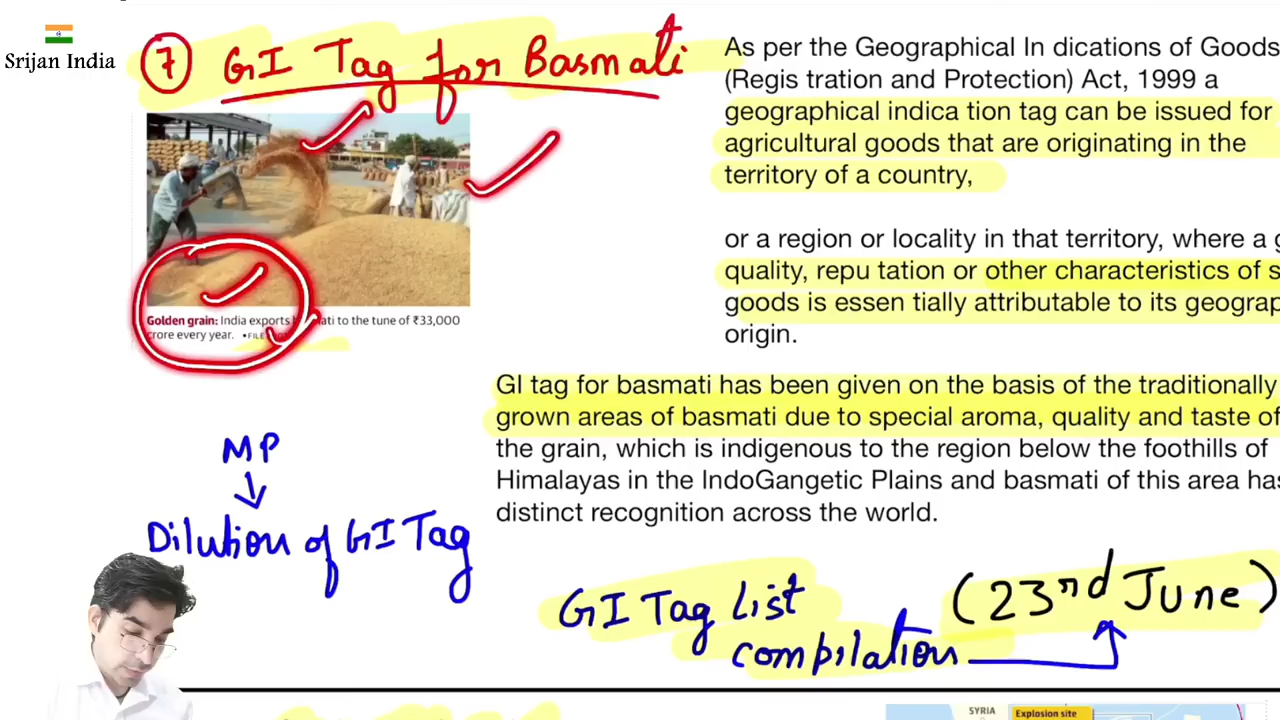 Srijan India
7 GI Tag for Basmati
Golden grain: India exports to the tune of ₹33,000
crore every year.
MP
Dilution of GI Tag
As per the Geographical In dications of Goods
(Regis tration and Protection) Act, 1999 a
geographical indica tion tag can be issued for
agricultural goods that are originating in the
territory of a country,
or a region or locality in that territory, where a
quality, repu tation or other characteristics of
goods is essen tially attributable to its
origin.
GI tag for basmati has been given on the basis of the traditionally
grown areas of basmati due to special aroma, quality and taste of
the grain, which is indigenous to the region below the foothills of
Himalayas in the IndoGangetic Plains and basmati of this area has
distinct recognition across the world.
GI Tag list
compilation
(23rd June)
SYRIA
Explosion site